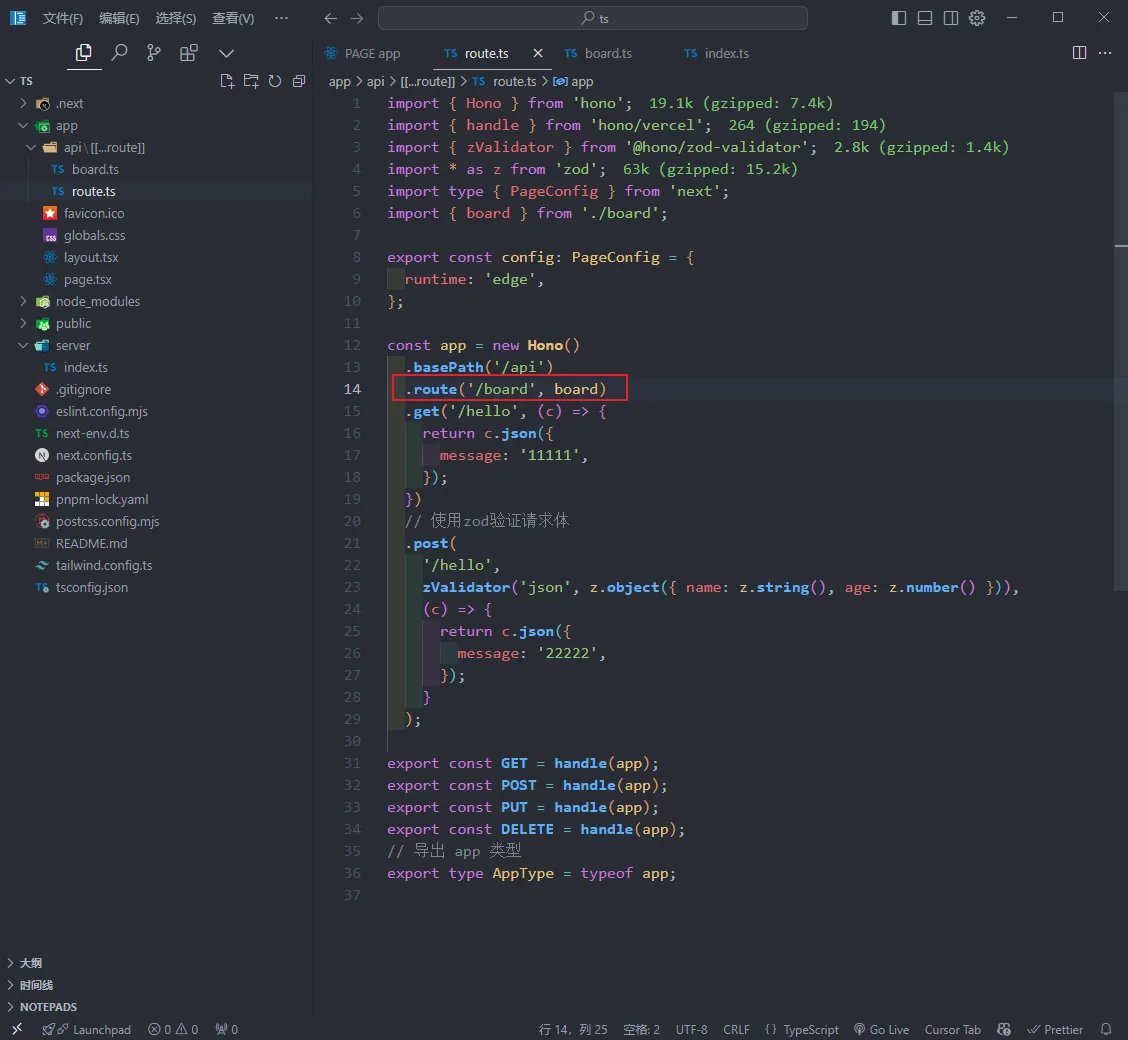 文件(F) 编辑(E) 选择(S) 查看(V) ··· ts
PAGE app TS route.ts TS board.ts TS index.ts
TS
app > api > [[...route]] > TS route.ts > app
.next
app
api\[[...route]]
TS board.ts
TS route.ts
favicon.ico
globals.css
layout.tsx
page.tsx
node_modules
public
server
TS index.ts
.gitignore
eslint.config.mjs
TS next-env.d.ts
next.config.ts
package.json
pnpm-lock.yaml
postcss.config.mjs
README.md
tailwind.config.ts
tsconfig.json
大纲
时间线
NOTEPADS
1 import { Hono } from 'hono'; 19.1k (gzipped: 7.4k)
2 import { handle } from 'hono/vercel'; 264 (gzipped: 194)
3 import { zValidator } from '@hono/zod-validator'; 2.8k (gzipped: 1.4k)
4 import * as z from 'zod'; 63k (gzipped: 15.2k)
5 import type { PageConfig } from 'next';
6 import { board } from './board';
7
8 export const config: PageConfig = {
9 runtime: 'edge',
10 };
11
12 const app = new Hono()
13 .basePath('/api')
14 .route('/board', board)
15 .get('/hello', (c) => {
16 return c.json({
17 message: '11111',
18 });
19 })
20 // 使用zod验证请求体
21 .post(
22 '/hello',
23 zValidator('json', z.object({ name: z.string(), age: z.number() })),
24 (c) => {
25 return c.json({
26 message: '22222',
27 });
28 }
29 );
30
31 export const GET = handle(app);
32 export const POST = handle(app);
33 export const PUT = handle(app);
34 export const DELETE = handle(app);
35 // 导出 app 类型
36 export type AppType = typeof app;
37
Launchpad 0 0 0 行 14, 列 25 空格: 2 UTF-8 CRLF {} TypeScript Go Live Cursor Tab Prettier